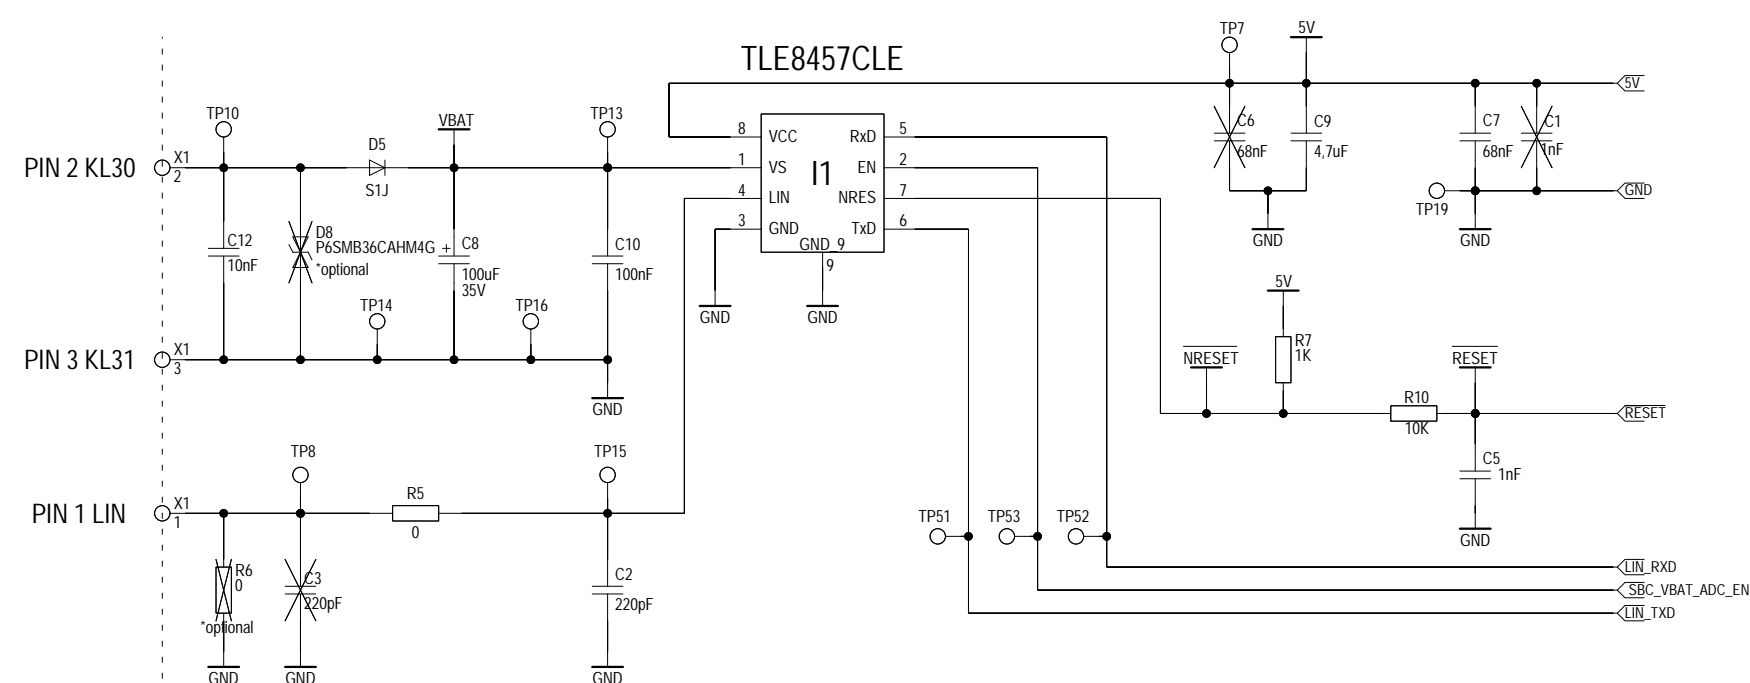 TLE8457CLE
TP7
5V
5V
TP10
VBAT
TP13
D5
S1J
PIN 2 KL30
X1
2
8
VCC
RxD
5
1
VS
EN
2
I1
4
LIN
NRES
7
3
GND
TxD
6
GND_9
9
GND
GND
C6
68nF
C9
4,7uF
C7
68nF
C1
1nF
GND
TP19
GND
GND
C12
10nF
D8
P6SMB36CAHM4G
*optional
+
C8
100uF
35V
C10
100nF
TP14
TP16
PIN 3 KL31
X1
3
GND
5V
R7
1K
NRESET
RESET
R10
10K
RESET
C5
1nF
GND
TP8
TP15
R5
0
PIN 1 LIN
X1
1
R6
0
*optional
C3
220pF
C2
220pF
GND
GND
GND
TP51
TP53
TP52
LIN_RXD
SBC_VBAT_ADC_EN
LIN_TXD